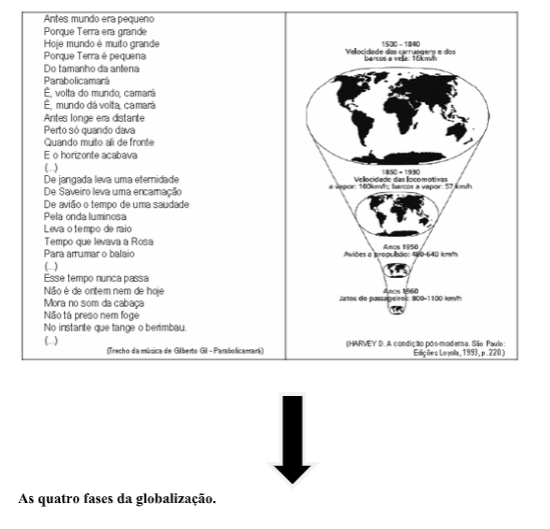 Antes mundo era pequeno
Porque Terra era grande
Hoje mundo é muito grande
Porque Terra é pequena
Do tamanho da antena
Parabolicamará
Ê, volta do mundo, camará
Ê, mundo dá volta, camará
Antes longe era distante
Perto só quando dava
Quando muito ali de fronte
E o horizonte acabava
(...)
De jangada leva uma eternidade
De Saveiro leva uma encarnação
De avião o tempo de uma saudade
Pela onda luminosa
Leva o tempo de raio
Tempo que levava a Rosa
Para arrumar o balaio
(...)
Esse tempo nunca passa
Não é de ontem nem de hoje
Mora no som da cabaça
Não tá preso nem foge
No instante que tange o berimbau.
(...)
(Trecho da música de Gilberto Gil - Parabolicamará)
1500 - 1840
Velocidade das carruagem e dos
barcos a vela: 16km/h
1850 - 1930
Velocidade das locomotivas
a vapor: 100km/h; barcos a vapor: 57 km/h
Anos 1950
Aviões a propulsão: 480-640 km/h
Anos 1960
Jatos de passageiros: 800-1100 km/h
(HARVEY D. A condição pós-moderna. São Paulo:
Edições Loyola, 1993, p. 220.)
As quatro fases da globalização.